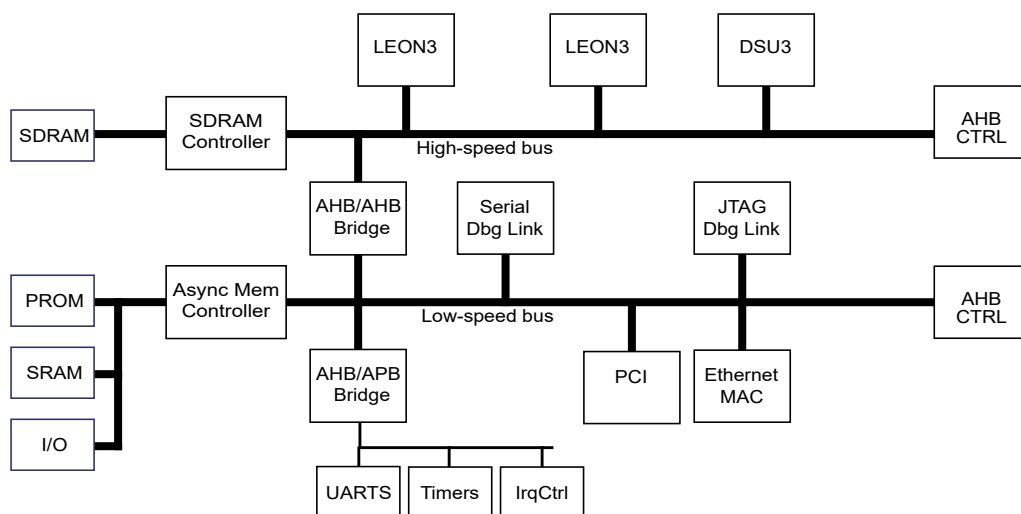 LEON3
LEON3
DSU3
SDRAM
SDRAM
Controller
AHB
CTRL
High-speed bus
AHB/AHB
Bridge
Serial
Dbg Link
JTAG
Dbg Link
PROM
Async Mem
Controller
AHB
CTRL
Low-speed bus
SRAM
AHB/APB
Bridge
PCI
Ethernet
MAC
I/O
UARTS
Timers
IrqCtrl